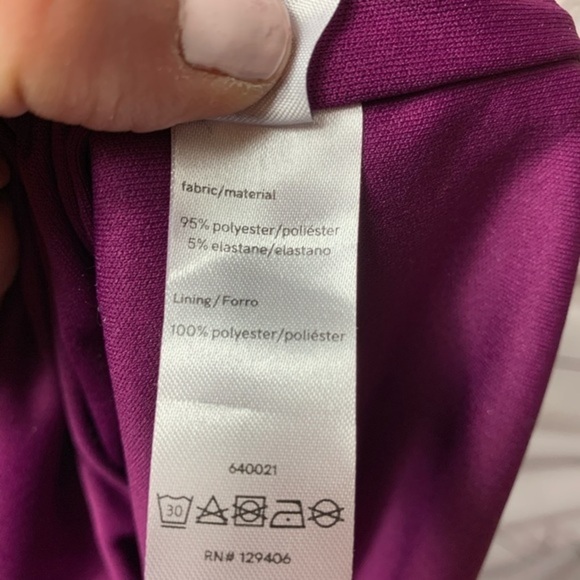 fabric/material
95% polyester/poliéster
5% elastane/elastano
Lining/Forro
100% polyester/poliéster
640021
30
RN# 129406